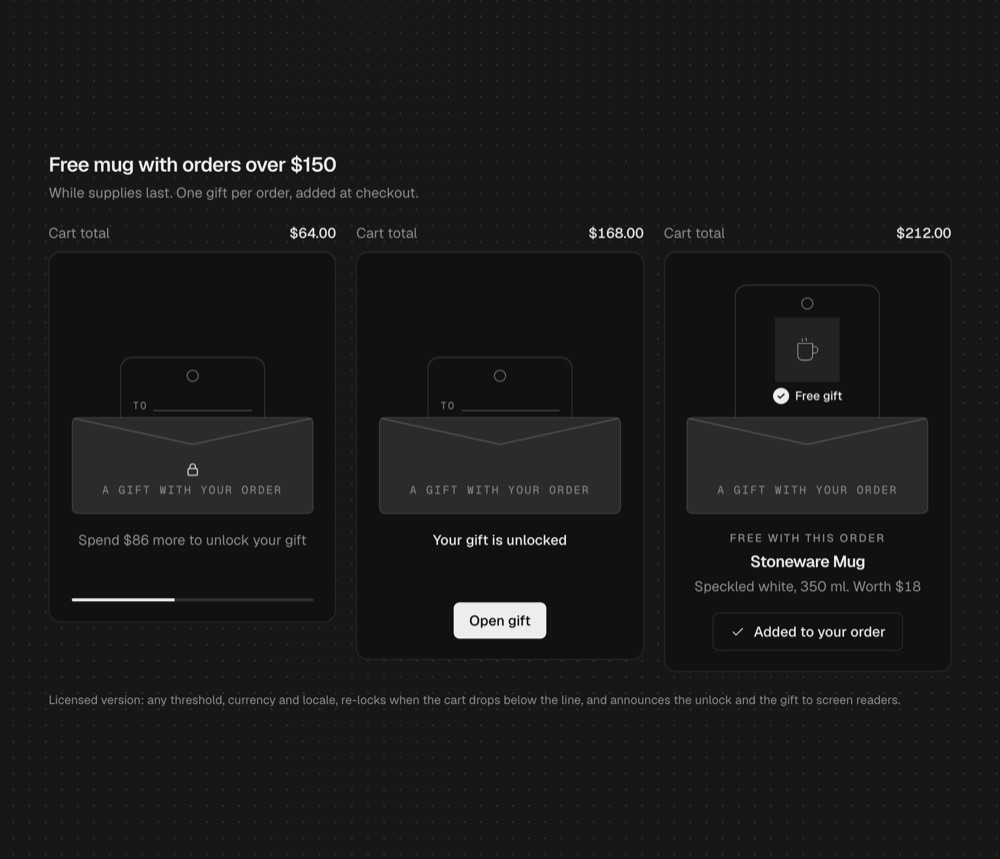 Free mug with orders over $150
While supplies last. One gift per order, added at checkout.
Cart total $64.00
TO
A GIFT WITH YOUR ORDER
Spend $86 more to unlock your gift
Cart total $168.00
TO
A GIFT WITH YOUR ORDER
Your gift is unlocked
Open gift
Cart total $212.00
Free gift
A GIFT WITH YOUR ORDER
FREE WITH THIS ORDER
Stoneware Mug
Speckled white, 350 ml. Worth $18
Added to your order
Licensed version: any threshold, currency and locale, re-locks when the cart drops below the line, and announces the unlock and the gift to screen readers.